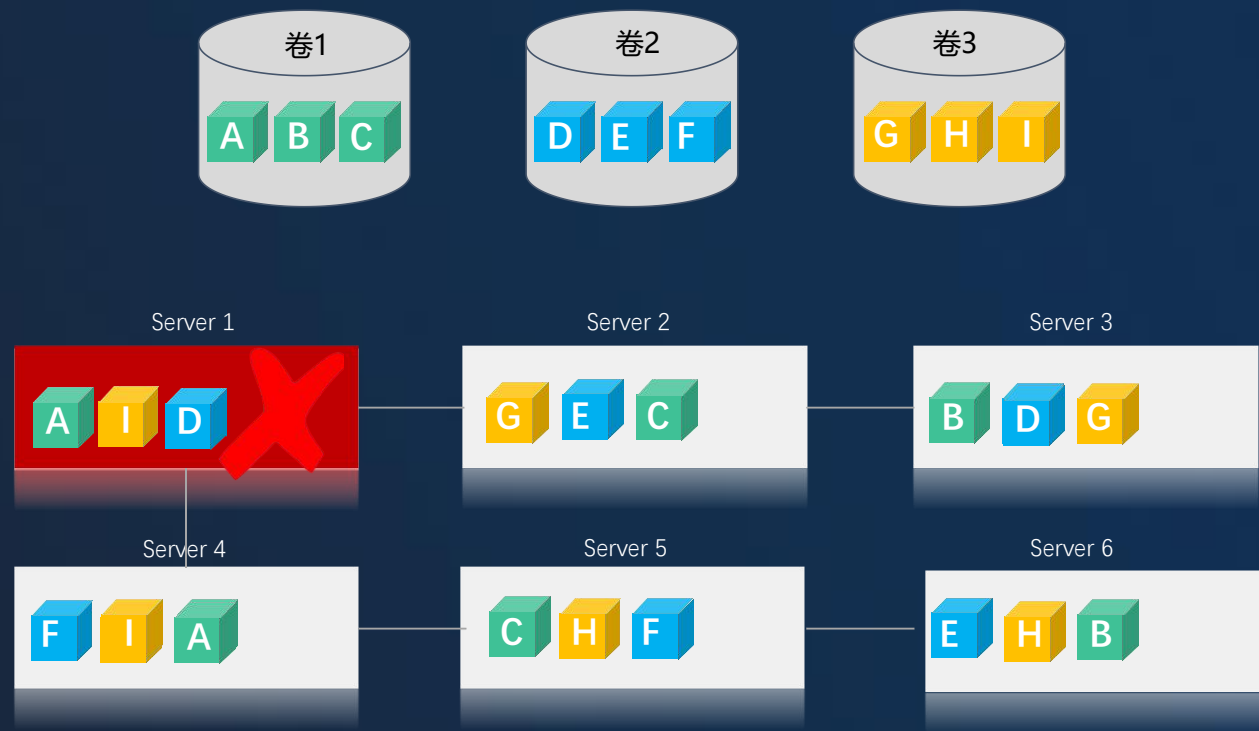 卷1 卷2 卷3
A B C D E F G H I
Server 1 Server 2 Server 3
A I D G E C B D G
Server 4 Server 5 Server 6
F I A C H F E H B